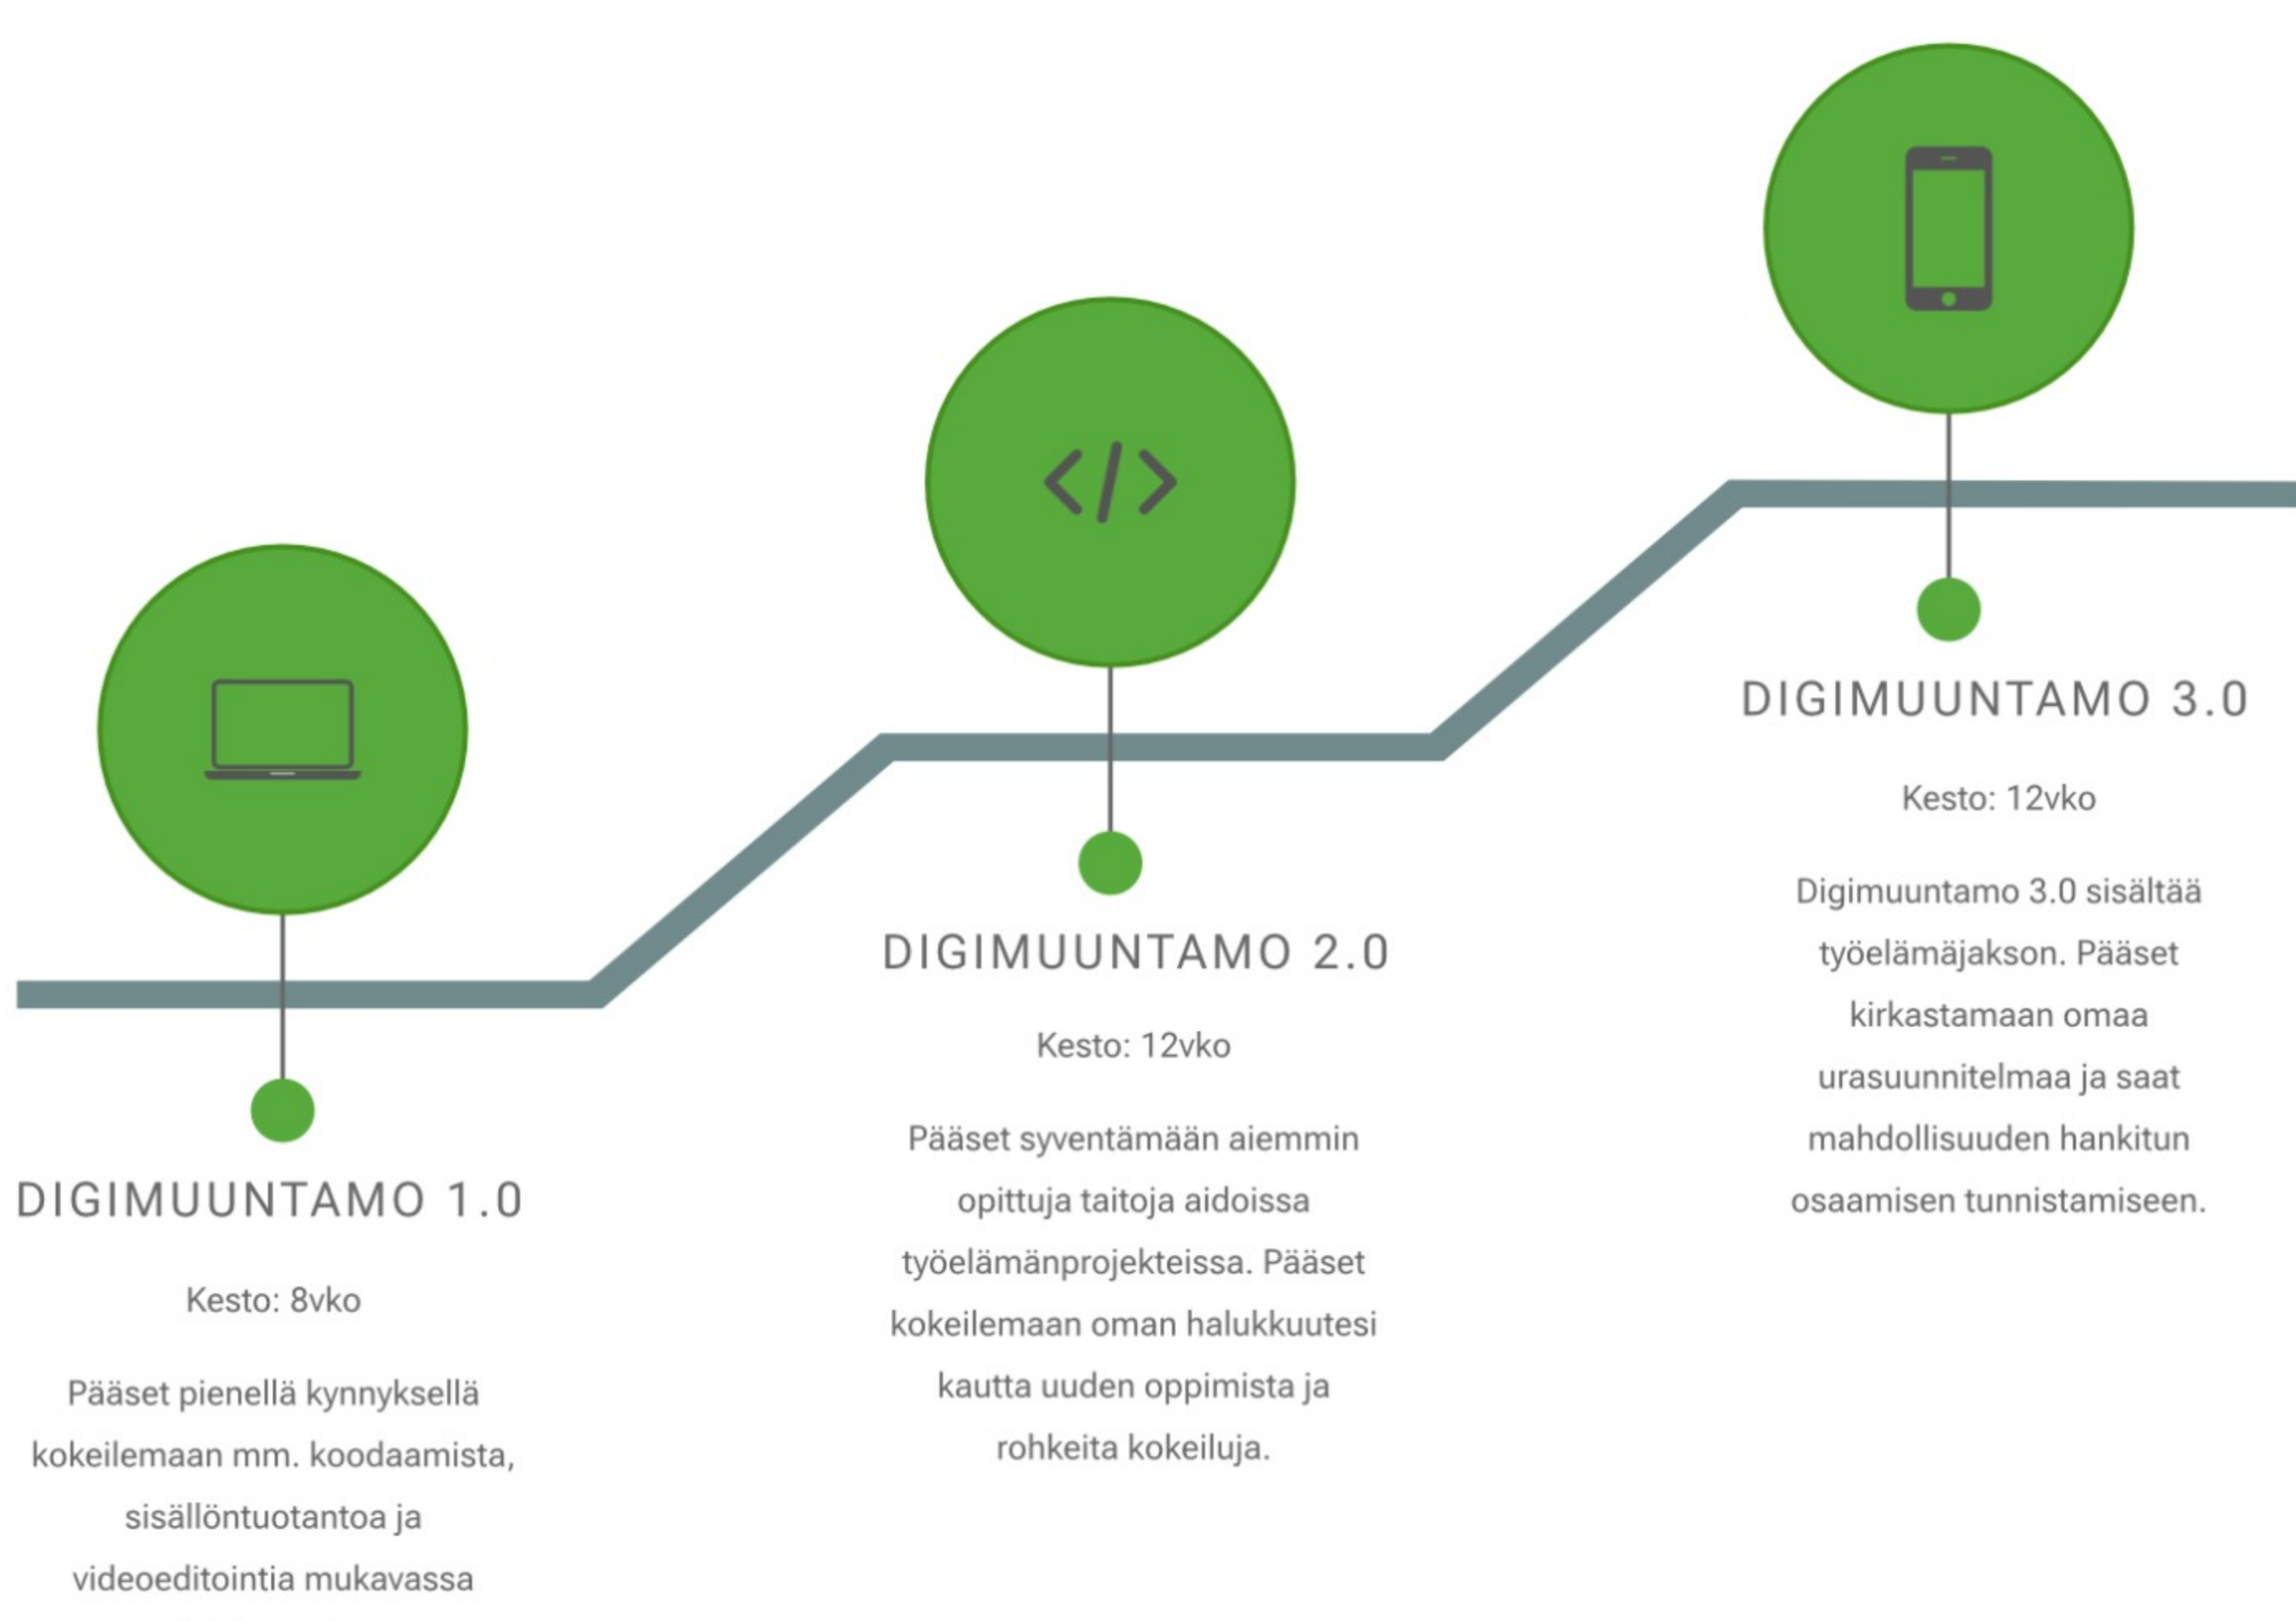 DIGIMUUNTAMO 1.0
Kesto: 8vko
Pääset pienellä kynnyksellä
kokeilemaan mm. koodaamista,
sisällöntuotantoa ja
videoeditointia mukavassa
DIGIMUUNTAMO 2.0
Kesto: 12vko
Pääset syventämään aiemmin
opittuja taitoja aidoissa
työelämänprojekteissa. Pääset
kokeilemaan oman halukkuutesi
kautta uuden oppimista ja
rohkeita kokeiluja.
DIGIMUUNTAMO 3.0
Kesto: 12vko
Digimuuntamo 3.0 sisältää
työelämäjakson. Pääset
kirkastamaan omaa
urasuunnitelmaa ja saat
mahdollisuuden hankitun
osaamisen tunnistamiseen.